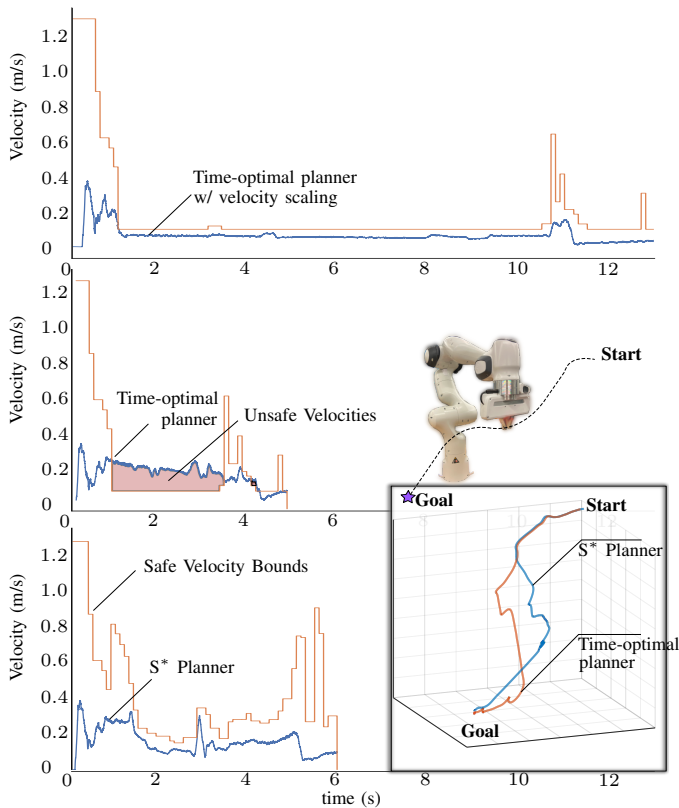 Velocity (m/s)
1.2
1.0
0.8
0.6
0.4
0.2
0
Time-optimal planner
w/ velocity scaling
0
2
4
6
8
10
12
Velocity (m/s)
1.2
1.0
0.8
0.6
0.4
0.2
0
Time-optimal
planner
Unsafe Velocities
0
2
4
6
Start
Goal
Velocity (m/s)
1.2
1.0
0.8
0.6
0.4
0.2
0
Safe Velocity Bounds
S* Planner
0
2
4
6
8
10
12
time (s)
8
10
12
Start
S* Planner
Time-optimal
planner
Goal